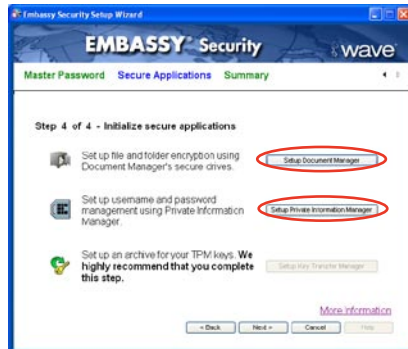 Embassy Security Setup Wizard
EMBASSY® Security
wave
Master Password Secure Applications Summary
Step 4 of 4 - Initialize secure applications
Set up file and folder encryption using
Document Manager's secure drives.
Setup Document Manager
Set up username and password
management using Private Information
Manager.
Setup Private Information Manager
Set up an archive for your TPM keys. We
highly recommend that you complete
this step.
Setup Key Transfer Manager
More information
< Back Next > Cancel Help